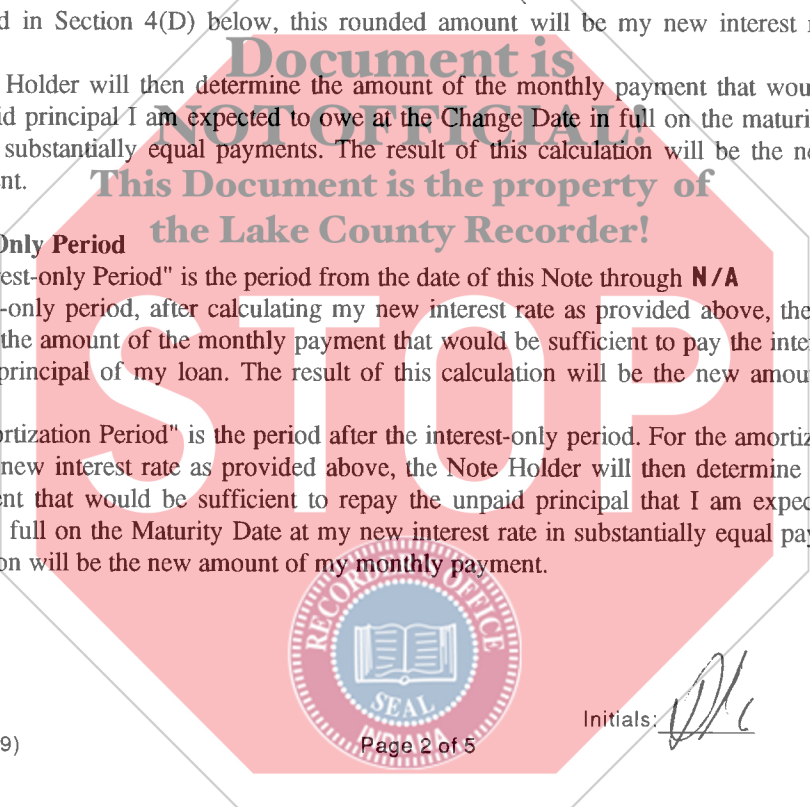 d in Section 4(D) below, this rounded amount will be my new interest
Document is
Holder will then determine the amount of the monthly payment that wou
id principal I am expected to owe at the Change Date in full on the maturi
NOT OFFICIAL!
substantially equal payments. The result of this calculation will be the n
nt.
This Document is the property of
the Lake County Recorder!
Only Period
est-only Period" is the period from the date of this Note through N/A
-only period, after calculating my new interest rate as provided above, the
the amount of the monthly payment that would be sufficient to pay the inte
principal of my loan. The result of this calculation will be the new amou
STOP
ortization Period" is the period after the interest-only period. For the amortiz
new interest rate as provided above, the Note Holder will then determine
ent that would be sufficient to repay the unpaid principal that I am expec
full on the Maturity Date at my new interest rate in substantially equal pay
on will be the new amount of my monthly payment.
RECORDER'S OFFICE
SEAL
INDIANA
Initials:
9)
Page 2 of 5